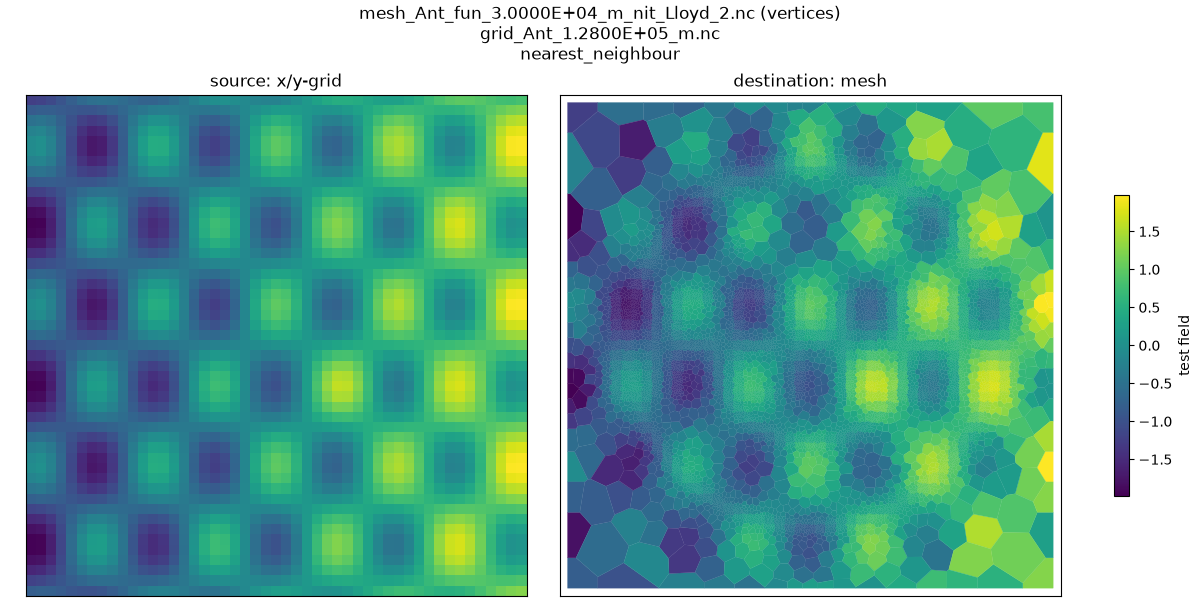 mesh_Ant_fun_3.0000E+04_m_nit_Lloyd_2.nc (vertices)
grid_Ant_1.2800E+05_m.nc
nearest_neighbour
source: x/y-grid
destination: mesh
1.5
1.0
0.5
0.0
−0.5
−1.0
−1.5
test field